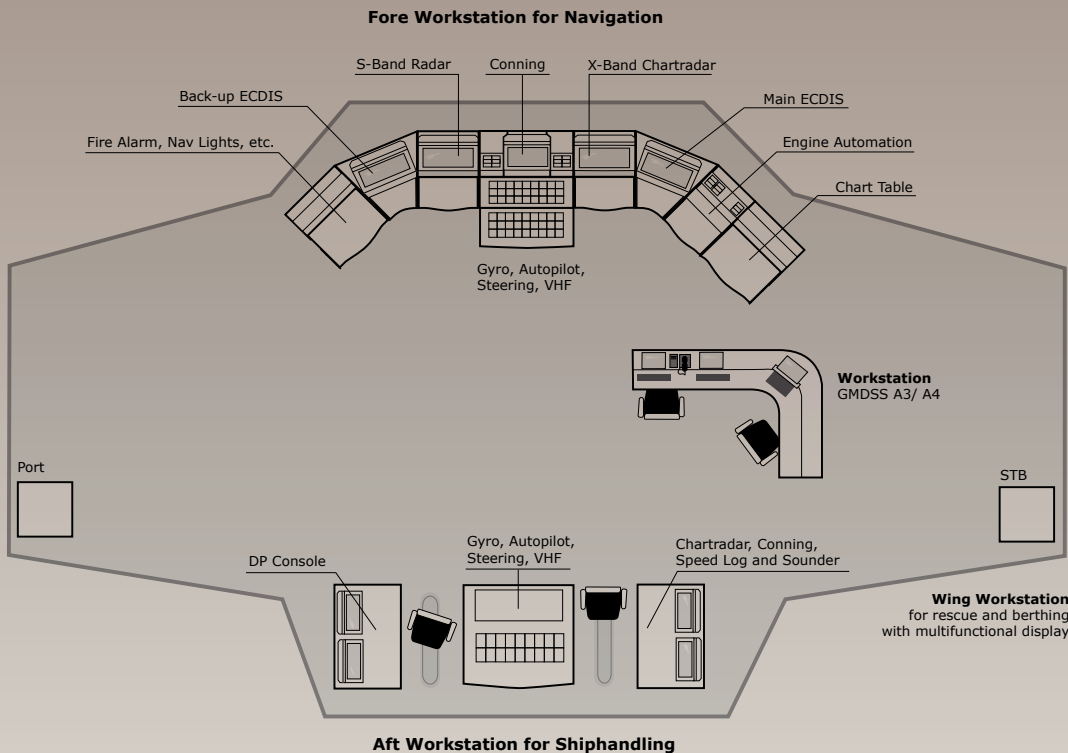 Fore Workstation for Navigation
S-Band Radar
Conning
X-Band Chartradar
Back-up ECDIS
Main ECDIS
Fire Alarm, Nav Lights, etc.
Engine Automation
Chart Table
Gyro, Autopilot,
Steering, VHF
Workstation
GMDSS A3/ A4
Port
STB
DP Console
Gyro, Autopilot,
Steering, VHF
Chartradar, Conning,
Speed Log and Sounder
Wing Workstation
for rescue and berthing
with multifunctional display
Aft Workstation for Shiphandling